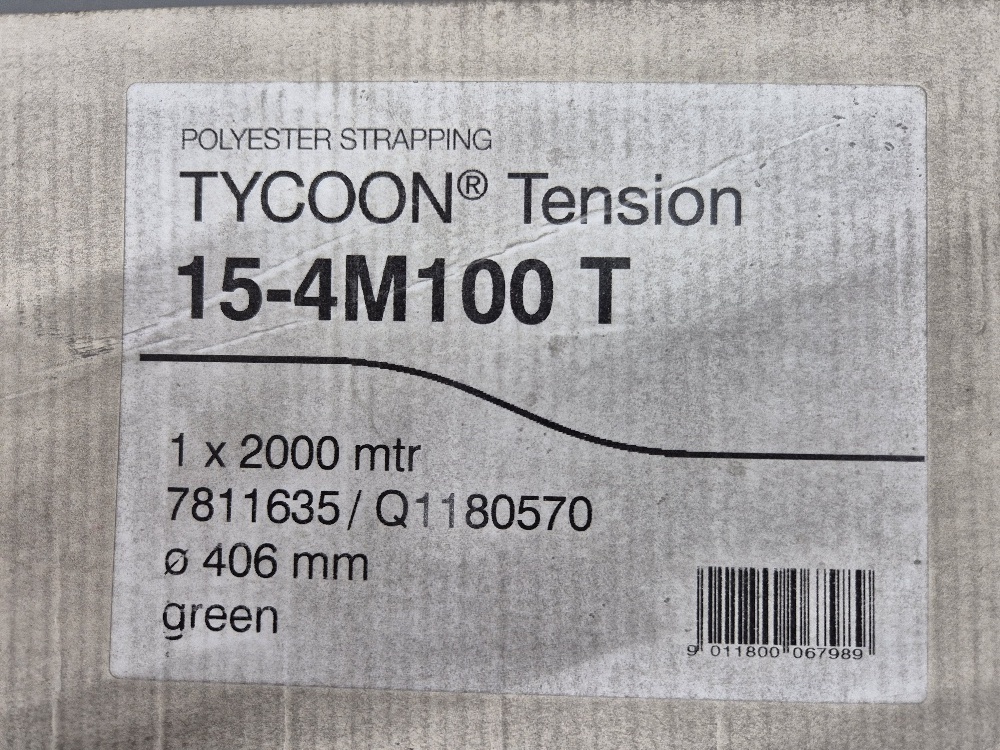 POLYESTER STRAPPING
TYCOON® Tension
15-4M100 T
1 x 2000 mtr
7811635/ Q1180570
ø 406 mm
green
9 011800 067989